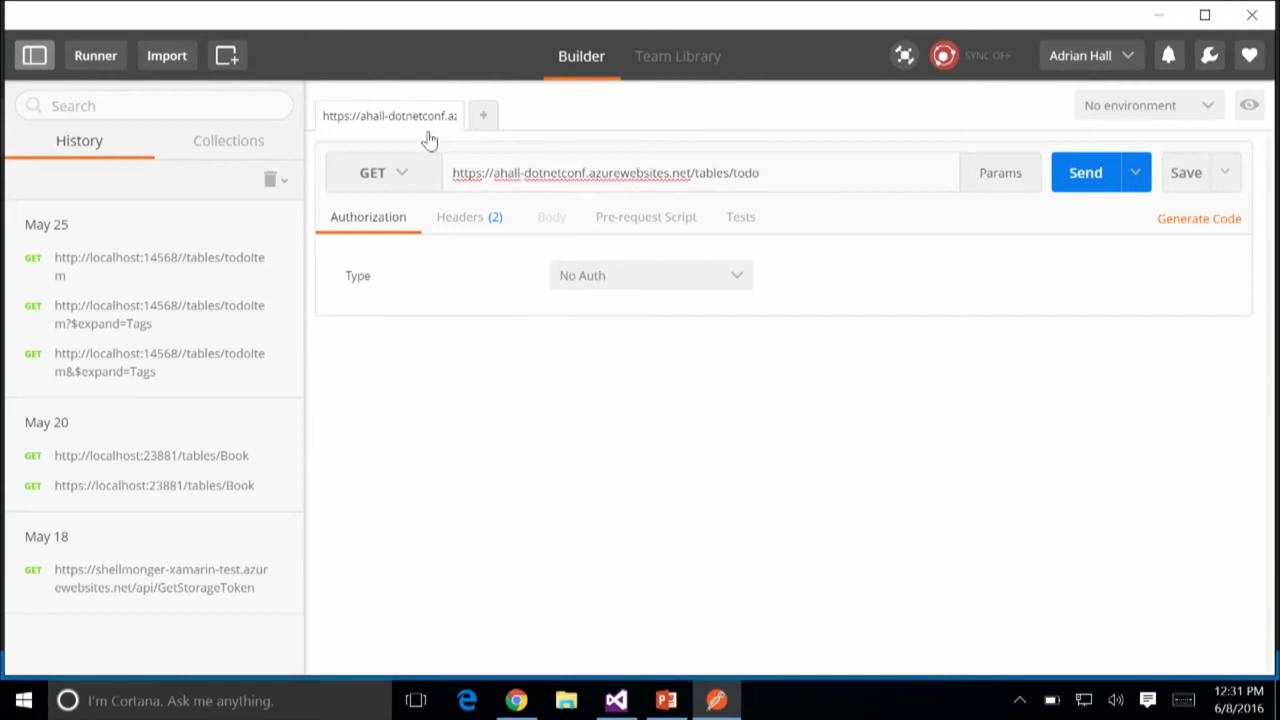 Runner
Import
Builder
Team Library
SYNC OFF
Adrian Hall
Search
History
Collections
https://ahall-dotnetconf.az
+
No environment
GET
https://ahall-dotnetconf.azurewebsites.net/tables/todo
Params
Send
Save
Authorization
Headers (2)
Body
Pre-request Script
Tests
Generate Code
Type
No Auth
May 25
GET http://localhost:14568//tables/todoIte
m
GET http://localhost:14568//tables/todoIte
m?$expand=Tags
GET http://localhost:14568//tables/todoIte
m&$expand=Tags
May 20
GET http://localhost:23881/tables/Book
GET https://localhost:23881/tables/Book
May 18
GET https://shellmonger-xamarin-test.azur
ewebsites.net/api/GetStorageToken
I'm Cortana. Ask me anything.
12:31 PM
6/8/2016